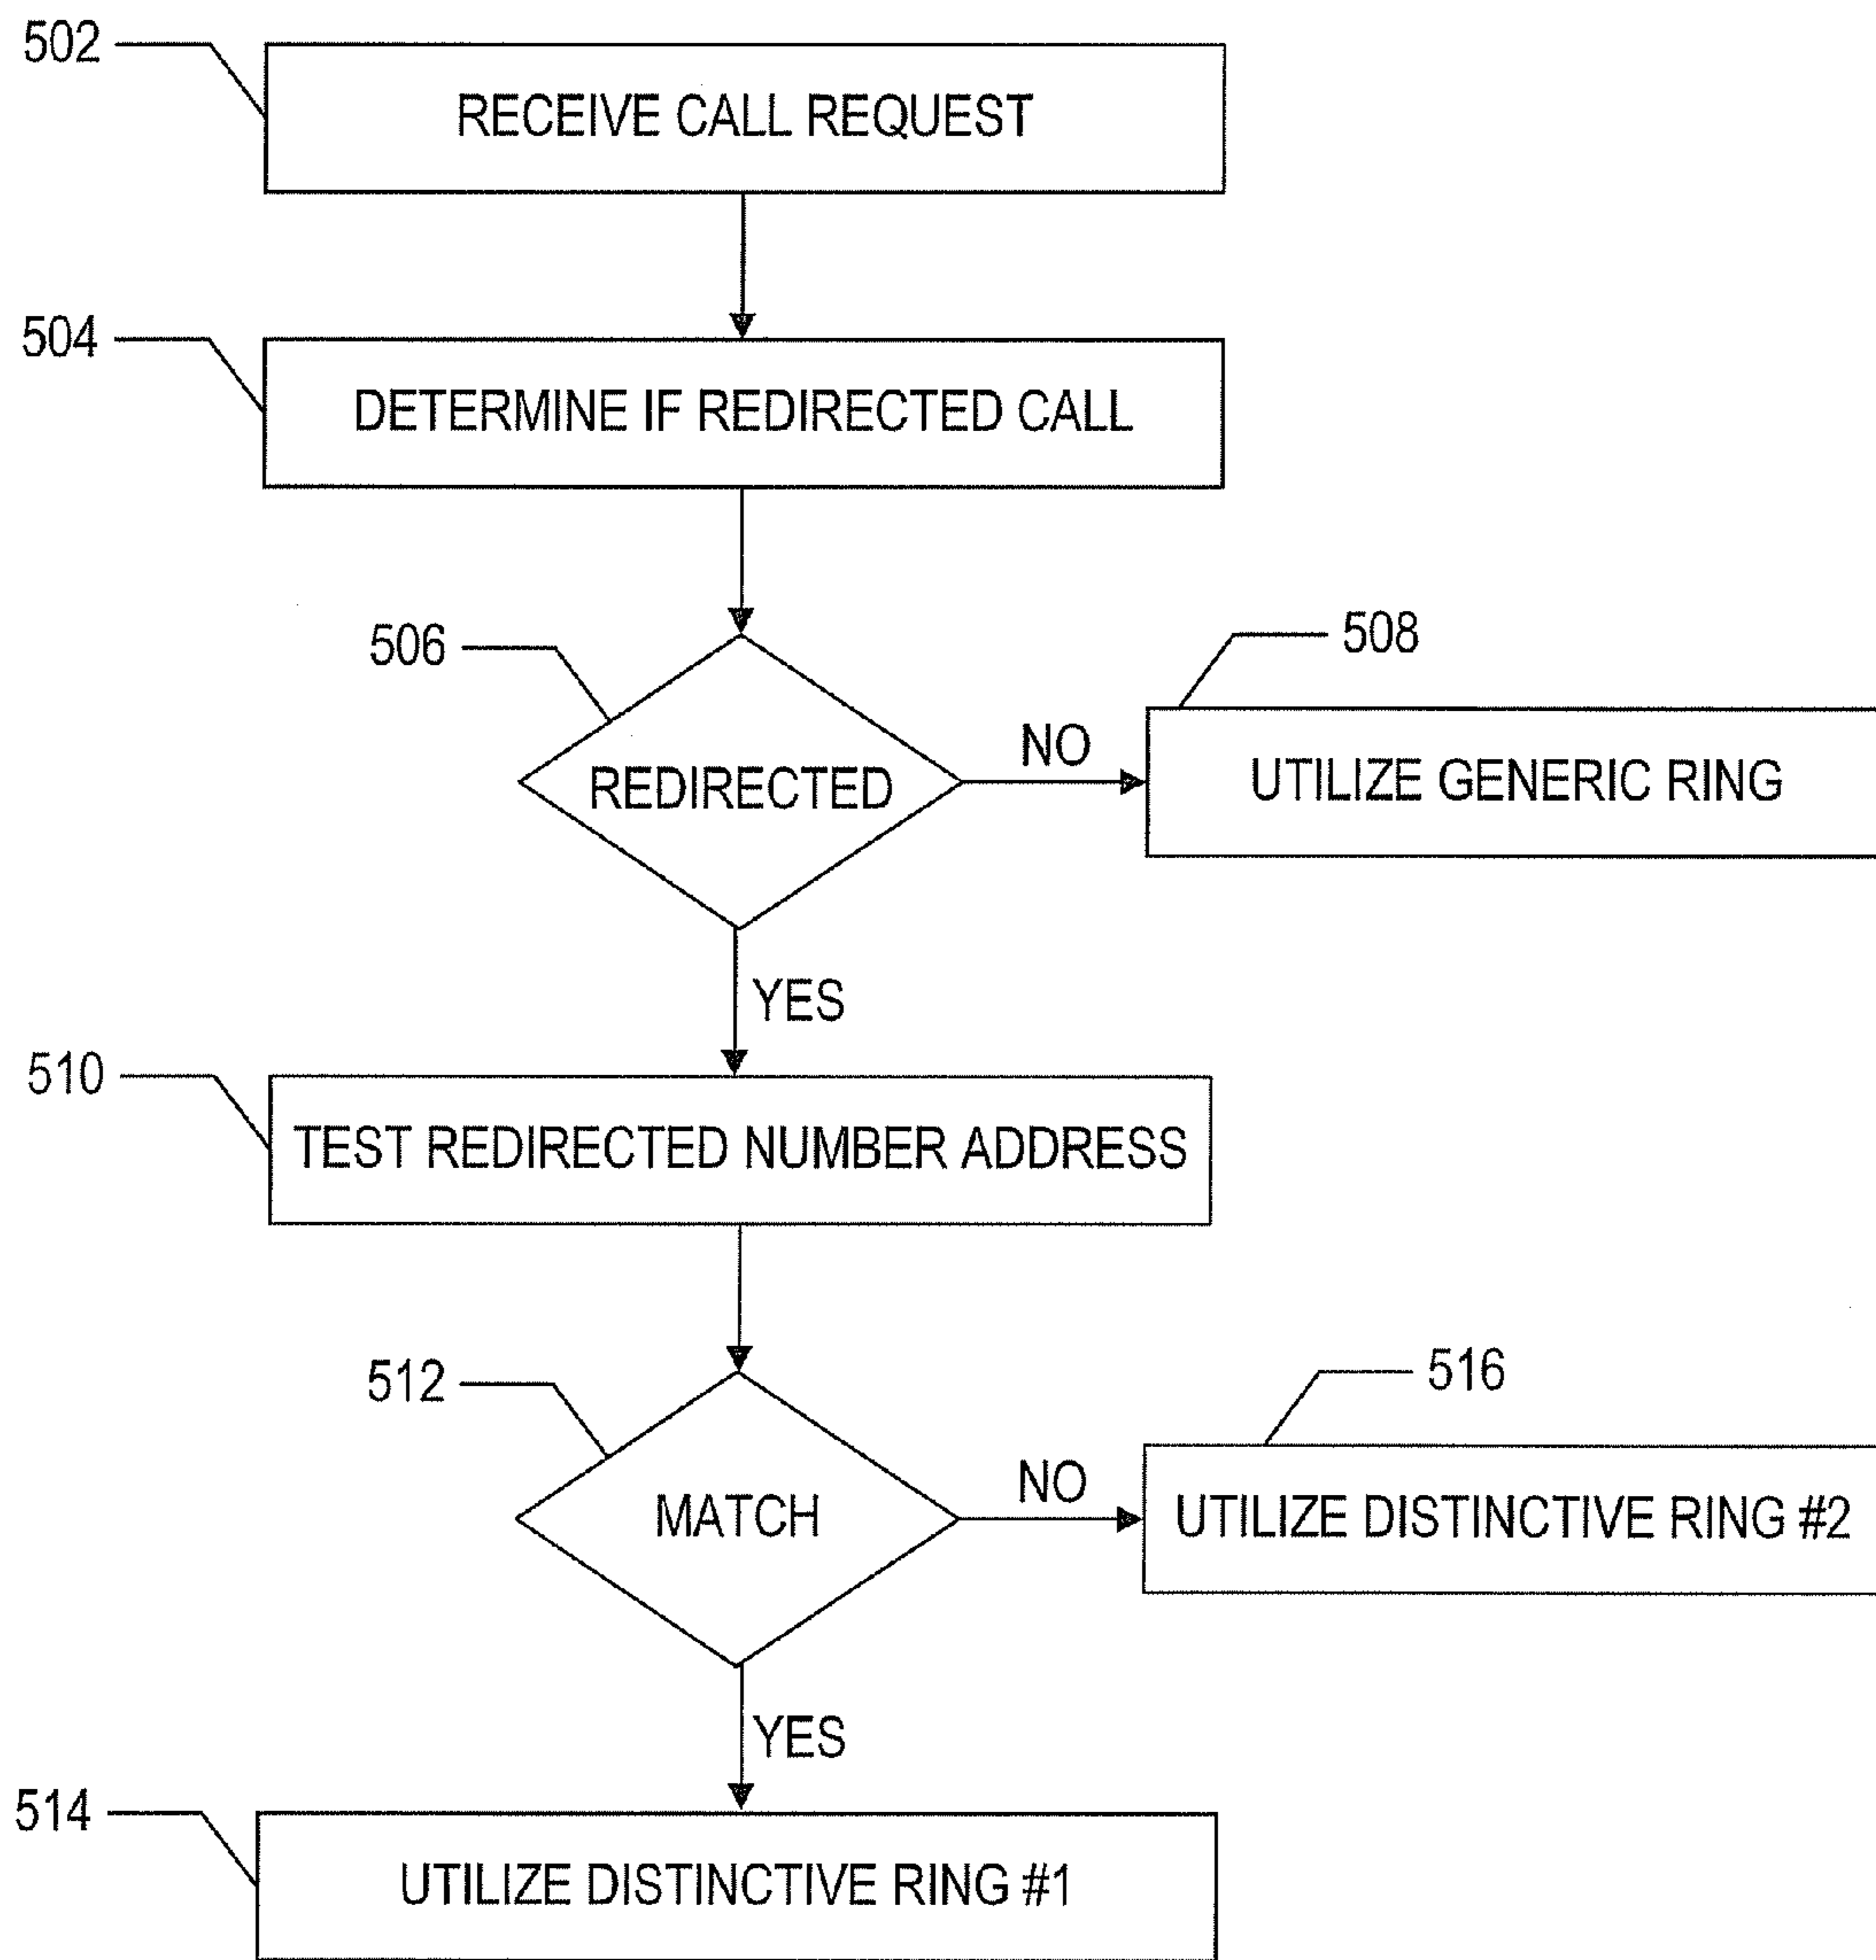 502
RECEIVE CALL REQUEST
504
DETERMINE IF REDIRECTED CALL
506
REDIRECTED
NO
508
UTILIZE GENERIC RING
YES
510
TEST REDIRECTED NUMBER ADDRESS
512
MATCH
NO
516
UTILIZE DISTINCTIVE RING #2
YES
514
UTILIZE DISTINCTIVE RING #1